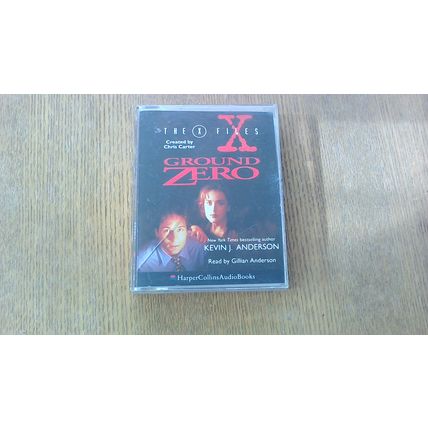 THE X FILES
X
Created by
Chris Carter
GROUND
ZERO
New York Times bestselling author
KEVIN J. ANDERSON
Read by Gillian Anderson
HarperCollinsAudioBooks